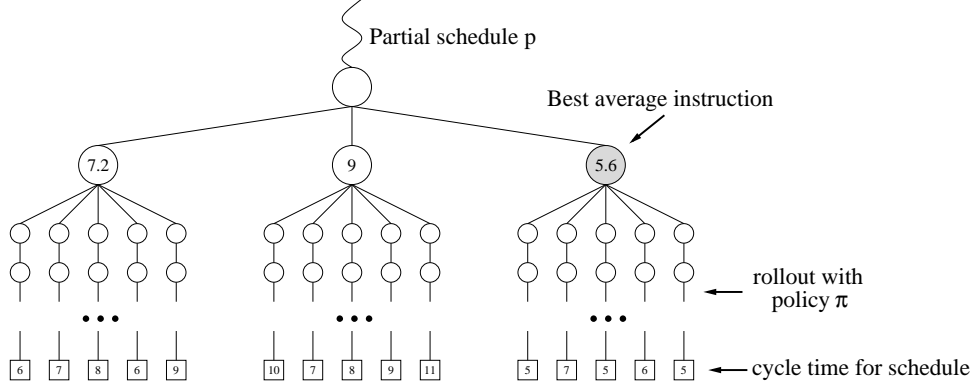 Partial schedule p
Best average instruction
7.2 9 5.6
rollout with
policy π
• • • • • • • • •
6 7 8 6 9 10 7 8 9 11 5 7 5 6 5
cycle time for schedule